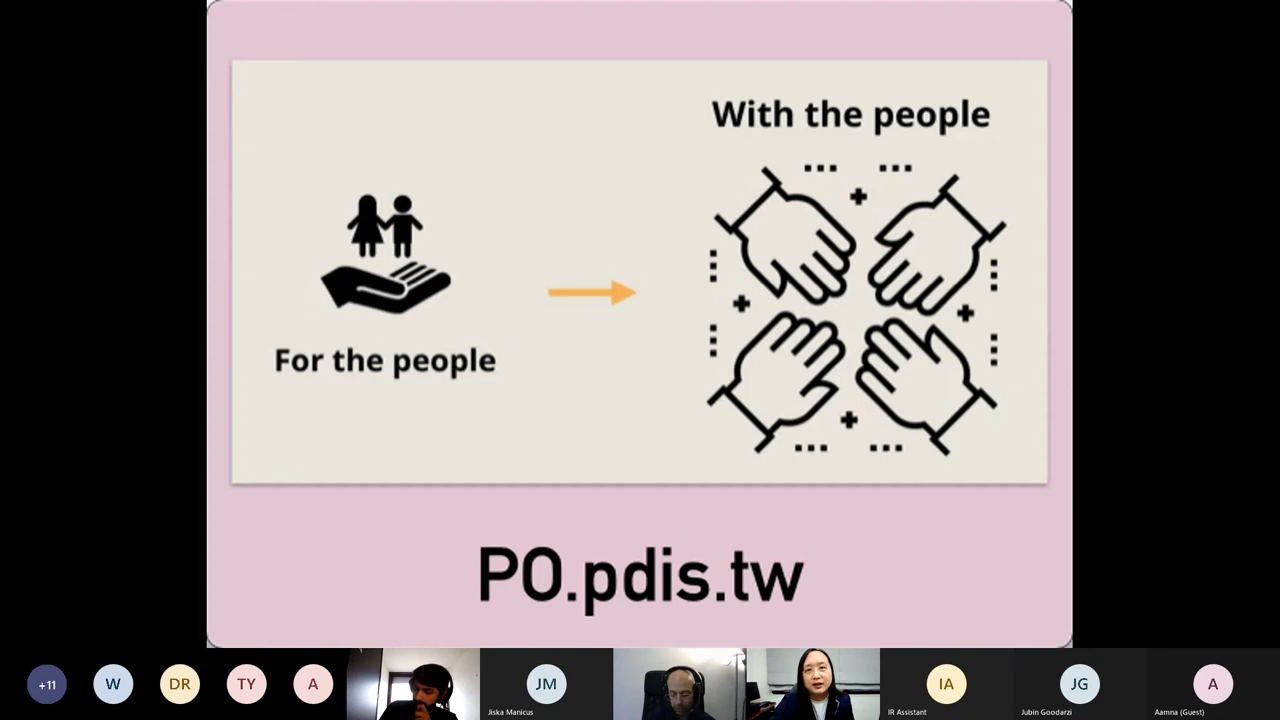 With the people
For the people
PO.pdis.tw
+11
W
DR
TY
A
JM
Jiska Manicus
IA
IR Assistant
JG
Jubin Goodarzi
A
Aamna (Guest)